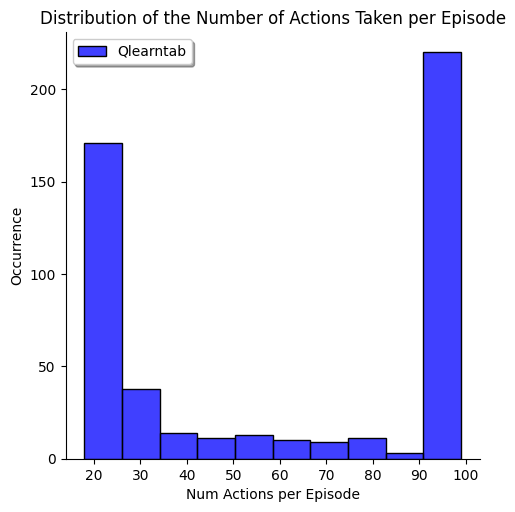 Distribution of the Number of Actions Taken per Episode
Qlearntab
200
150
100
50
0
Occurrence
20 30 40 50 60 70 80 90 100
Num Actions per Episode